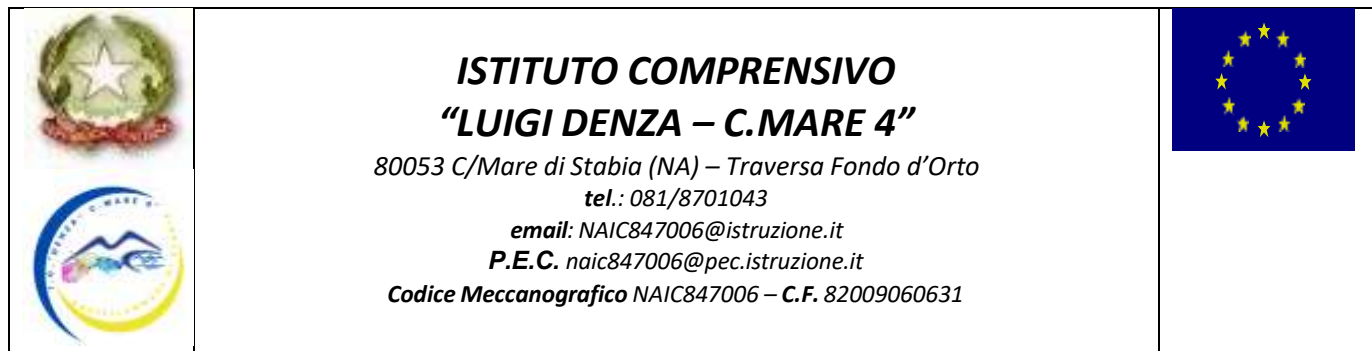 ISTITUTO COMPRENSIVO
“LUIGI DENZA – C.MARE 4”
80053 C/Mare di Stabia (NA) – Traversa Fondo d’Orto
tel.: 081/8701043
email: NAIC847006@istruzione.it
P.E.C. naic847006@pec.istruzione.it
Codice Meccanografico NAIC847006 – C.F. 82009060631